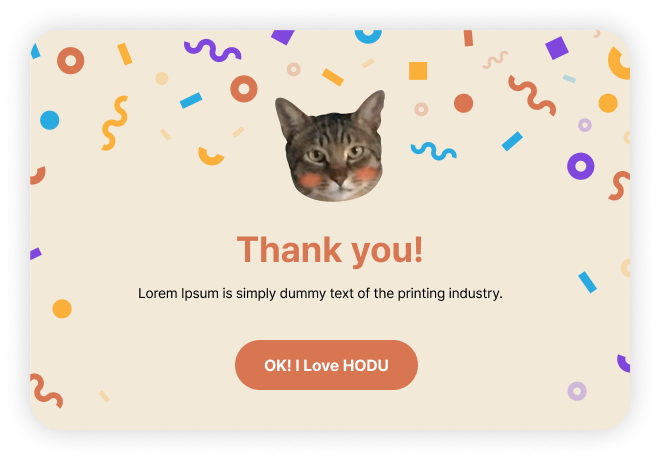 Thank you!
Lorem Ipsum is simply dummy text of the printing industry.
OK! I Love HODU